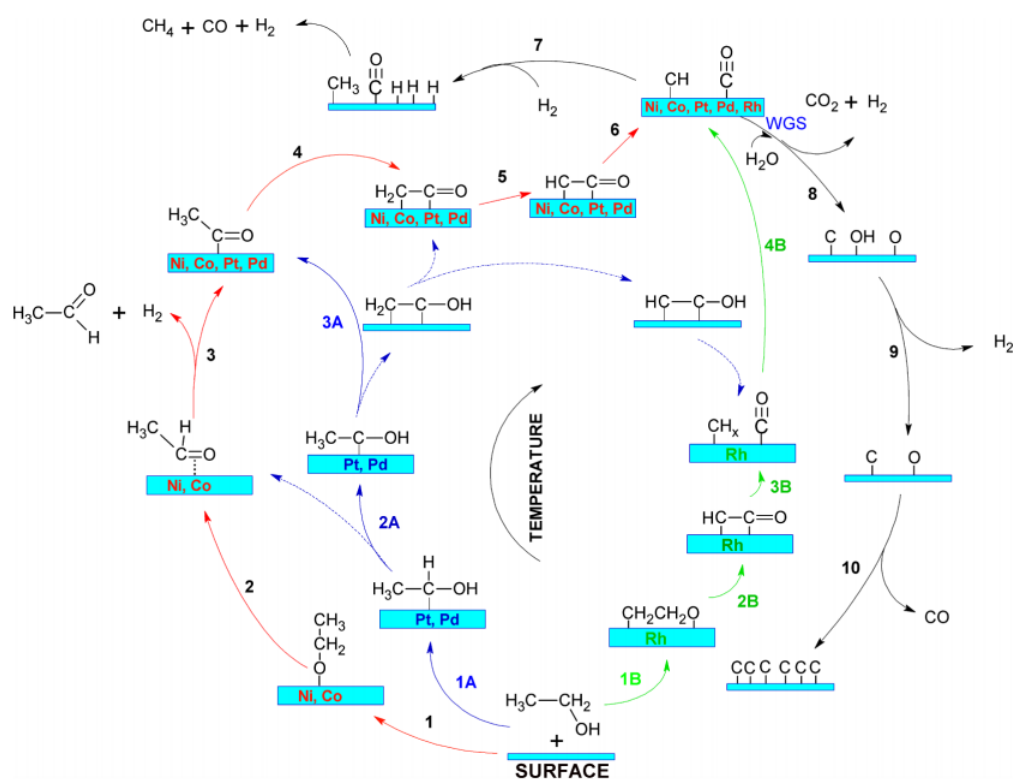 CH4 + CO + H2
7
O
C
CH3
H H H
H2
O
CH
C
Ni, Co, Pt, Pd, Rh
CO2 + H2
WGS
H2O
6
4
5
H2C—C=O
Ni, Co, Pt, Pd
HC—C=O
Ni, Co, Pt, Pd
8
H3C
C=O
Ni, Co, Pt, Pd
4B
C OH O
H2C—C—OH
HC—C—OH
O
H3C
H
+ H2
3
3A
9
H2
H
H3C
C=O
Ni, Co
H3C—C—OH
Pt, Pd
TEMPERATURE
O
CHx C
Rh
C O
3B
2A
HC—C=O
Rh
10
2
H
H3C—C—OH
Pt, Pd
2B
CH2CH2O
Rh
CO
CH3
CH2
O
Ni, Co
CCC CCC
1A
1B
H3C—CH2
OH
1
+
SURFACE